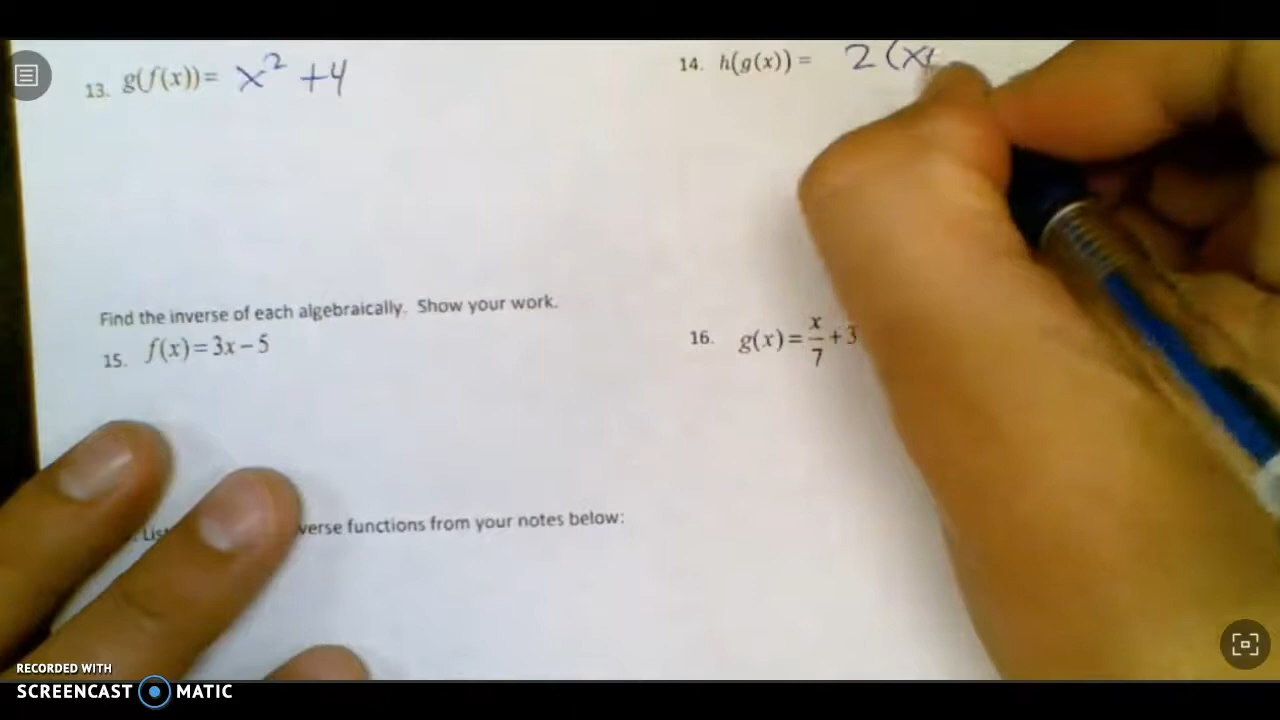 13. g(f(x)) = x² + 4
14. h(g(x)) = 2(x
Find the inverse of each algebraically. Show your work.
15. f(x) = 3x − 5
16. g(x) = x/7 + 3
verse functions from your notes below:
RECORDED WITH
SCREENCAST MATIC